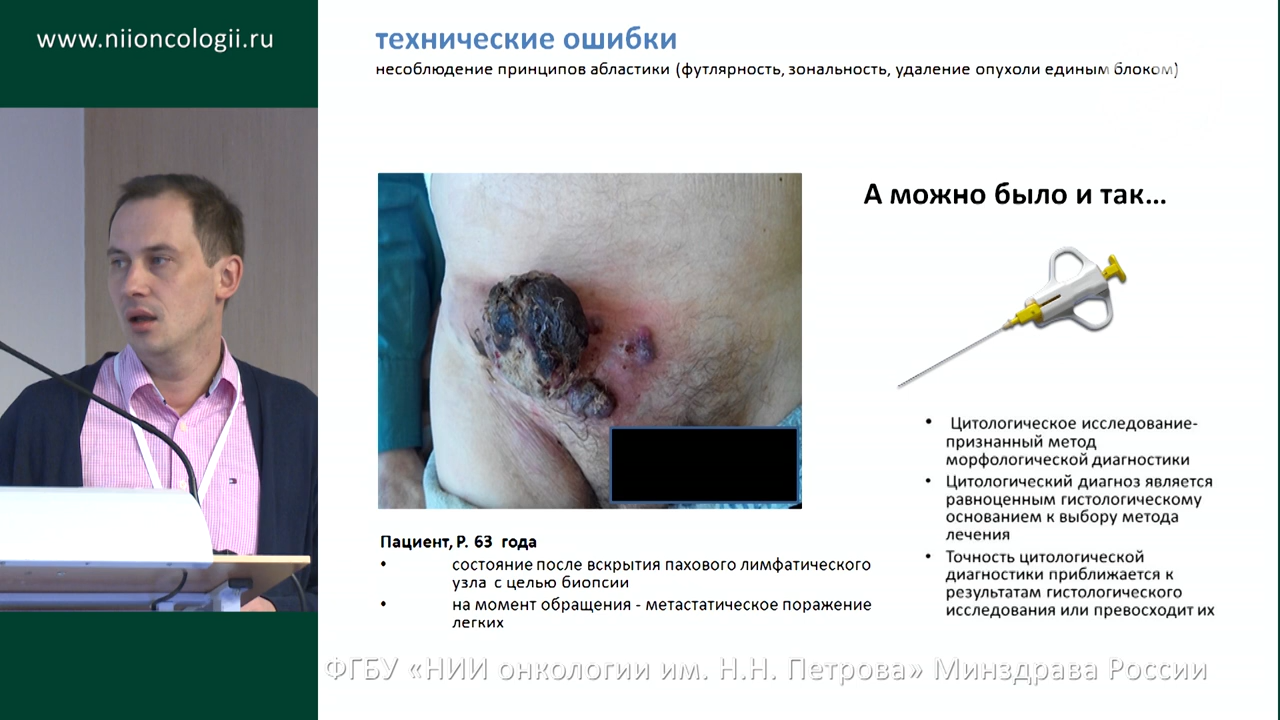 www.niioncologii.ru
технические ошибки
несоблюдение принципов абластики (футлярность, зональность, удаление опухоли единым блоком)
А можно было и так...
• Цитологическое исследование-
признанный метод
морфологической диагностики
• Цитологический диагноз является
равноценным гистологическому
основанием к выбору метода
лечения
• Точность цитологической
диагностики приближается к
результатам гистологического
исследования или превосходит их
Пациент, Р. 63 года
• состояние после вскрытия пахового лимфатического
узла с целью биопсии
• на момент обращения - метастатическое поражение
легких
ФГБУ «НИИ онкологии им. Н.Н. Петрова» Минздрава России